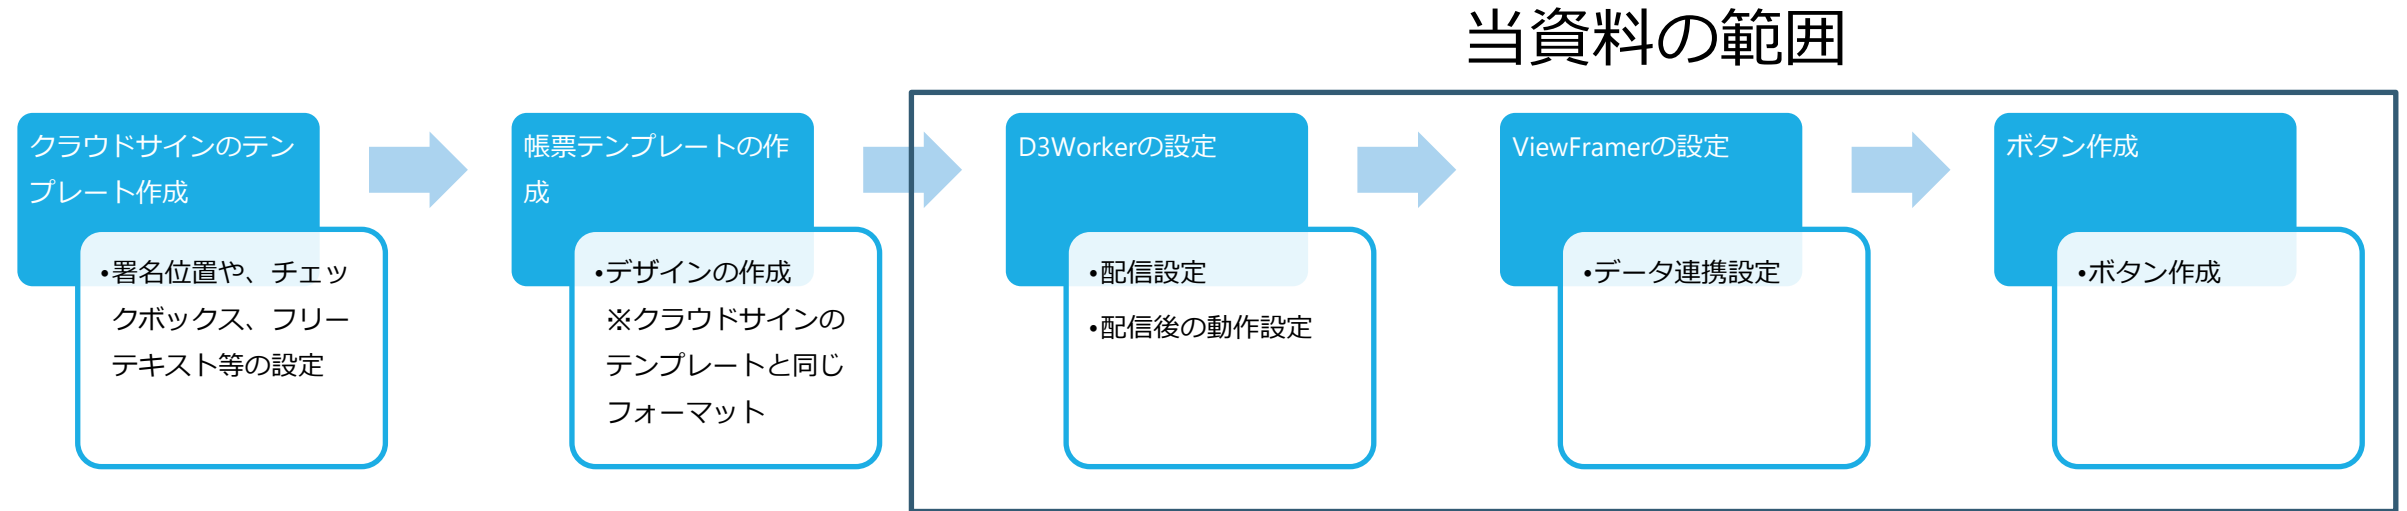 当資料の範囲
クラウドサインのテン
プレート作成
•署名位置や、チェッ
クボックス、フリー
テキスト等の設定
帳票テンプレートの作
成
•デザインの作成
※クラウドサインの
テンプレートと同じ
フォーマット
D3Workerの設定
•配信設定
•配信後の動作設定
ViewFramerの設定
•データ連携設定
ボタン作成
•ボタン作成